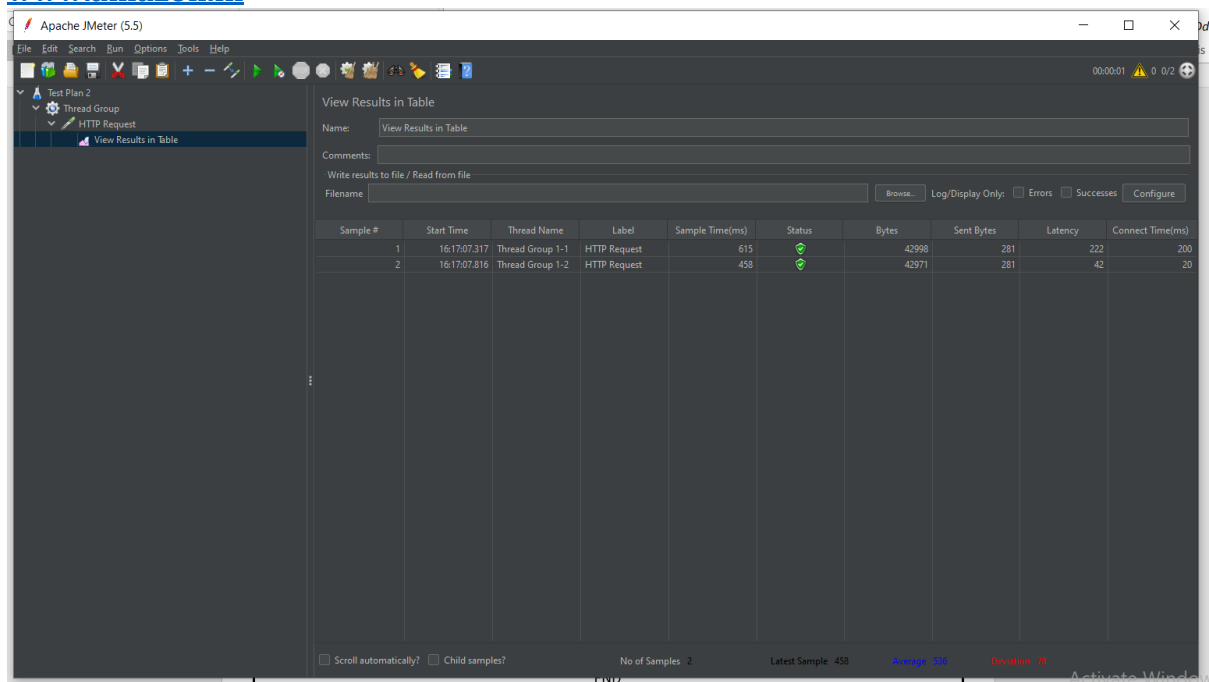 Apache JMeter (5.5)
File Edit Search Run Options Tools Help
00:00:01 0 0/2
Test Plan 2
Thread Group
HTTP Request
View Results in Table
View Results in Table
Name: View Results in Table
Comments:
Write results to file / Read from file
Filename Browse... Log/Display Only: Errors Successes Configure
Sample # Start Time Thread Name Label Sample Time(ms) Status Bytes Sent Bytes Latency Connect Time(ms)
1 16:17:07.317 Thread Group 1-1 HTTP Request 615 42998 281 222 200
2 16:17:07.816 Thread Group 1-2 HTTP Request 458 42971 281 42 20
Scroll automatically? Child samples? No of Samples 2 Latest Sample 458 Average 536 Deviation 78
Activate Windows
END